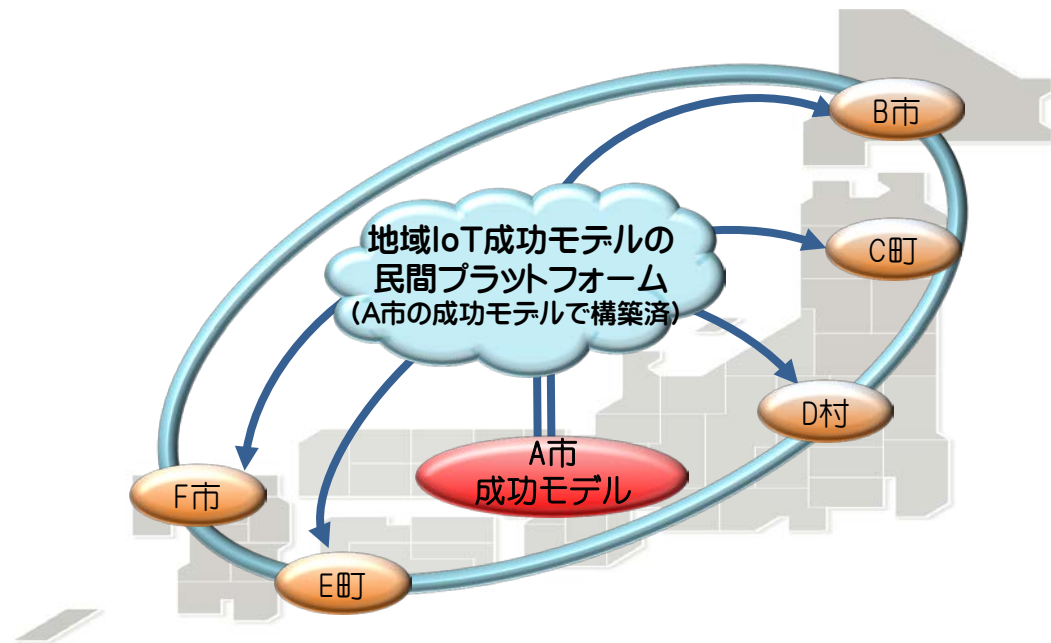 B市
地域IoT成功モデルの
民間プラットフォーム
(A市の成功モデルで構築済)
C町
D村
A市
成功モデル
F市
E町